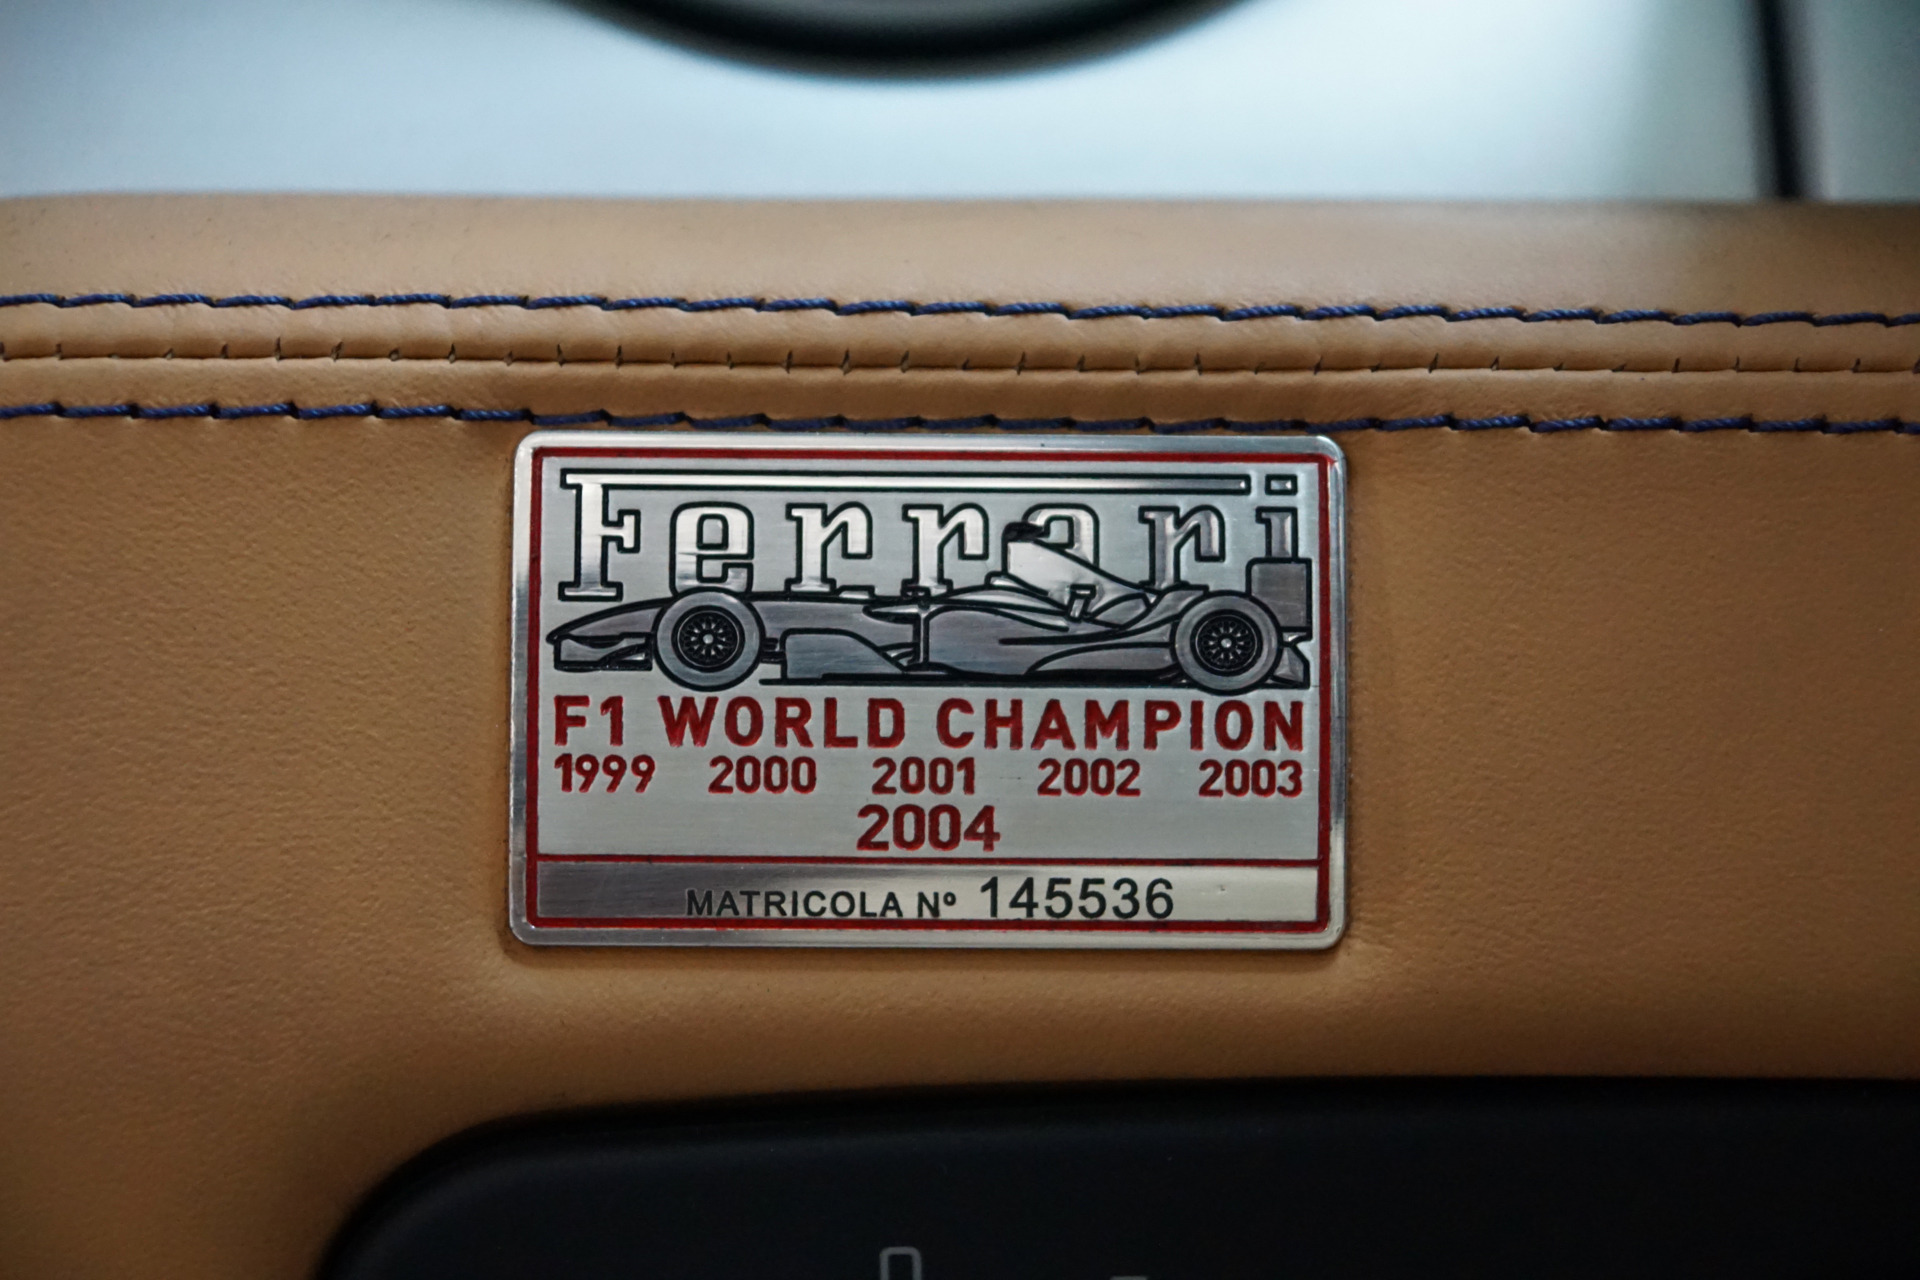 Ferrari
F1 WORLD CHAMPION
1999 2000 2001 2002 2003
2004
MATRICOLA Nº 145536